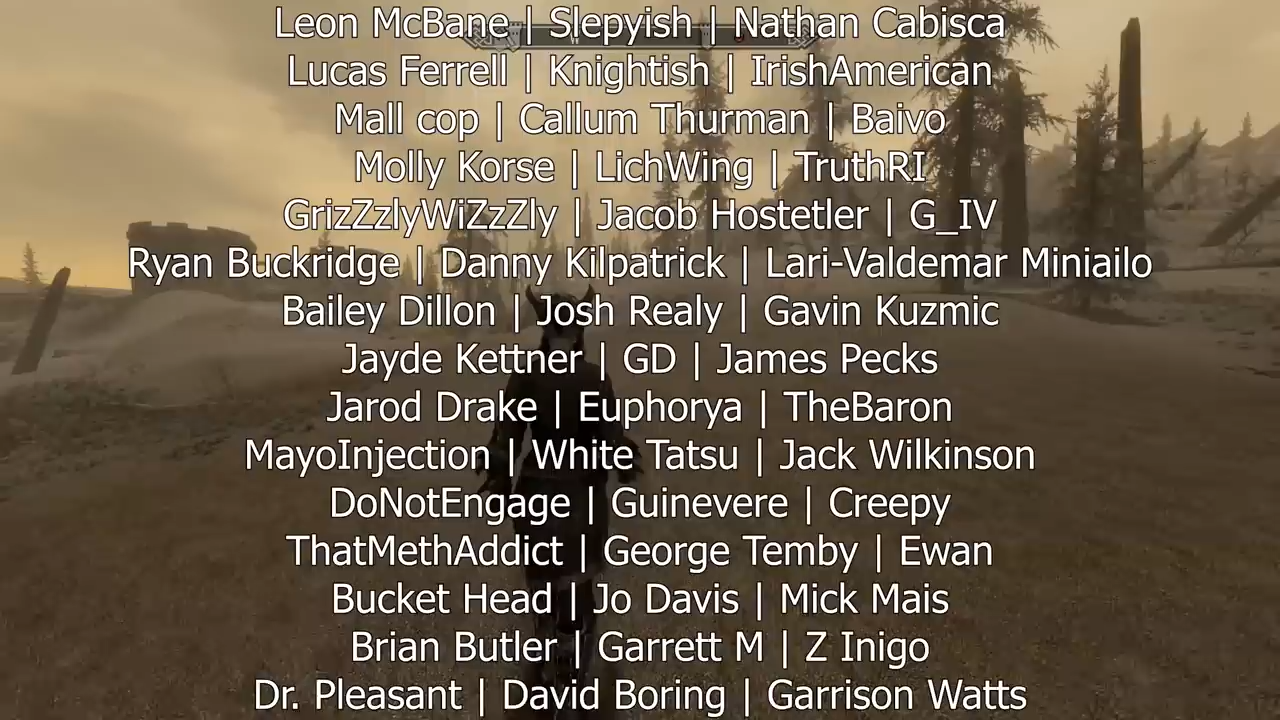 Leon McBane | Slepyish | Nathan Cabisca
Lucas Ferrell | Knightish | IrishAmerican
Mall cop | Callum Thurman | Baivo
Molly Korse | LichWing | TruthRI
GrizZzlyWiZzZly | Jacob Hostetler | G_IV
Ryan Buckridge | Danny Kilpatrick | Lari-Valdemar Miniailo
Bailey Dillon | Josh Realy | Gavin Kuzmic
Jayde Kettner | GD | James Pecks
Jarod Drake | Euphorya | TheBaron
MayoInjection | White Tatsu | Jack Wilkinson
DoNotEngage | Guinevere | Creepy
ThatMethAddict | George Temby | Ewan
Bucket Head | Jo Davis | Mick Mais
Brian Butler | Garrett M | Z Inigo
Dr. Pleasant | David Boring | Garrison Watts